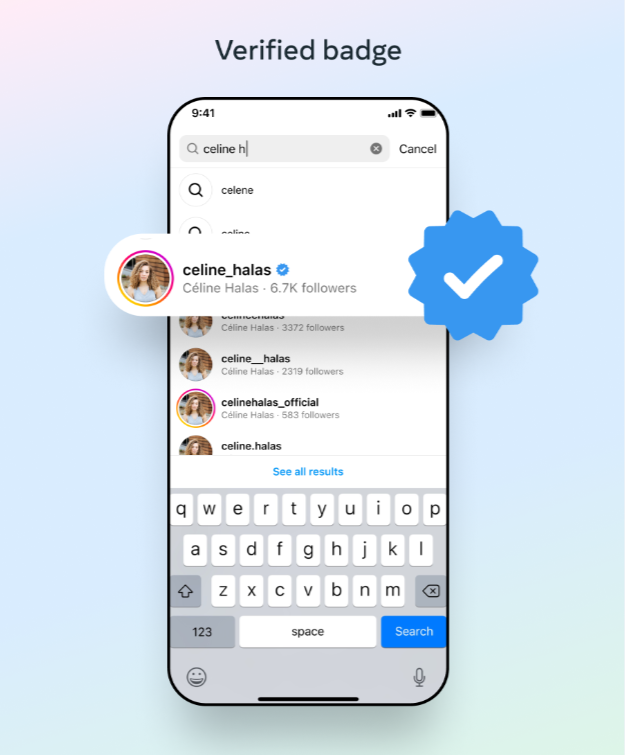 Verified badge
9:41
celine h
Cancel
celene
celine
celine_halas
Céline Halas · 6.7K followers
celinehalas
Céline Halas · 3372 followers
celine__halas
Céline Halas · 2319 followers
celinehalas_official
Céline Halas · 583 followers
celine.halas
See all results
q w e r t y u i o p
a s d f g h j k l
z x c v b n m
123 space Search